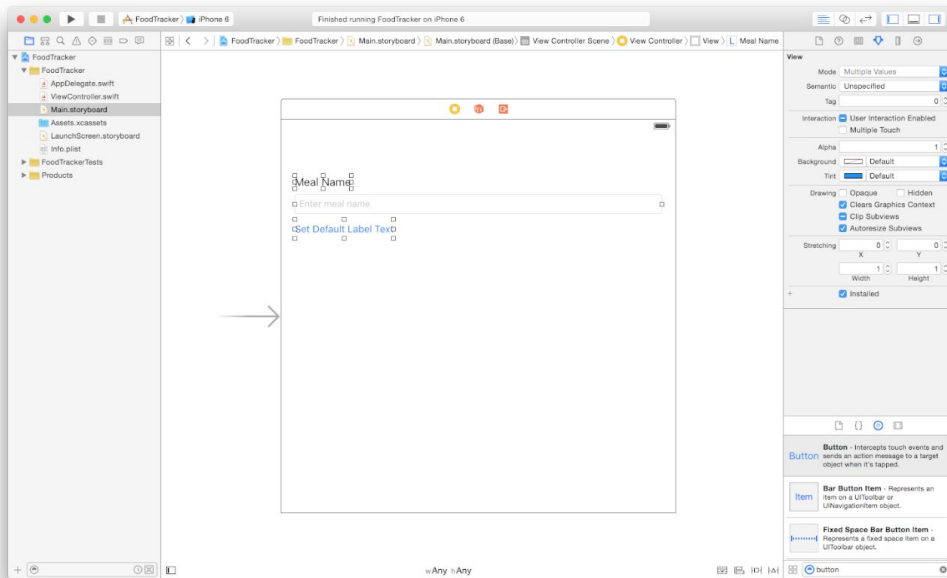 FoodTracker iPhone 6
Finished running FoodTracker on iPhone 6
FoodTracker
FoodTracker
AppDelegate.swift
ViewController.swift
Main.storyboard
Assets.xcassets
LaunchScreen.storyboard
Info.plist
FoodTrackerTests
Products
FoodTracker FoodTracker Main.storyboard Main.storyboard (Base) View Controller Scene View Controller View L Meal Name
Meal Name
Enter meal name
Set Default Label Text
wAny hAny
View
Mode Multiple Values
Semantic Unspecified
Tag 0
Interaction User Interaction Enabled
Multiple Touch
Alpha 1
Background Default
Tint Default
Drawing Opaque Hidden
Clears Graphics Context
Clip Subviews
Autoresize Subviews
Stretching 0 0
X Y
1 1
Width Height
Installed
Button
Button - Intercepts touch events and
sends an action message to a target
object when it's tapped.
Item
Bar Button Item - Represents an
item on a UIToolbar or
UINavigationItem object.
Fixed Space Bar Button Item -
Represents a fixed space item on a
UIToolbar object.
button